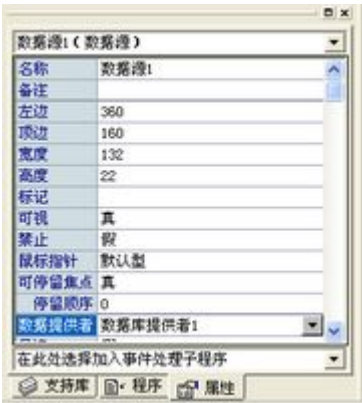 数据源1(数据源)
名称 数据源1
备注
左边 360
顶边 160
宽度 132
高度 22
标记
可视 真
禁止 假
鼠标指针 默认型
可停留焦点 真
停留顺序 0
数据提供者 数据库提供者1
在此处选择加入事件处理子程序
支持库 程序 属性